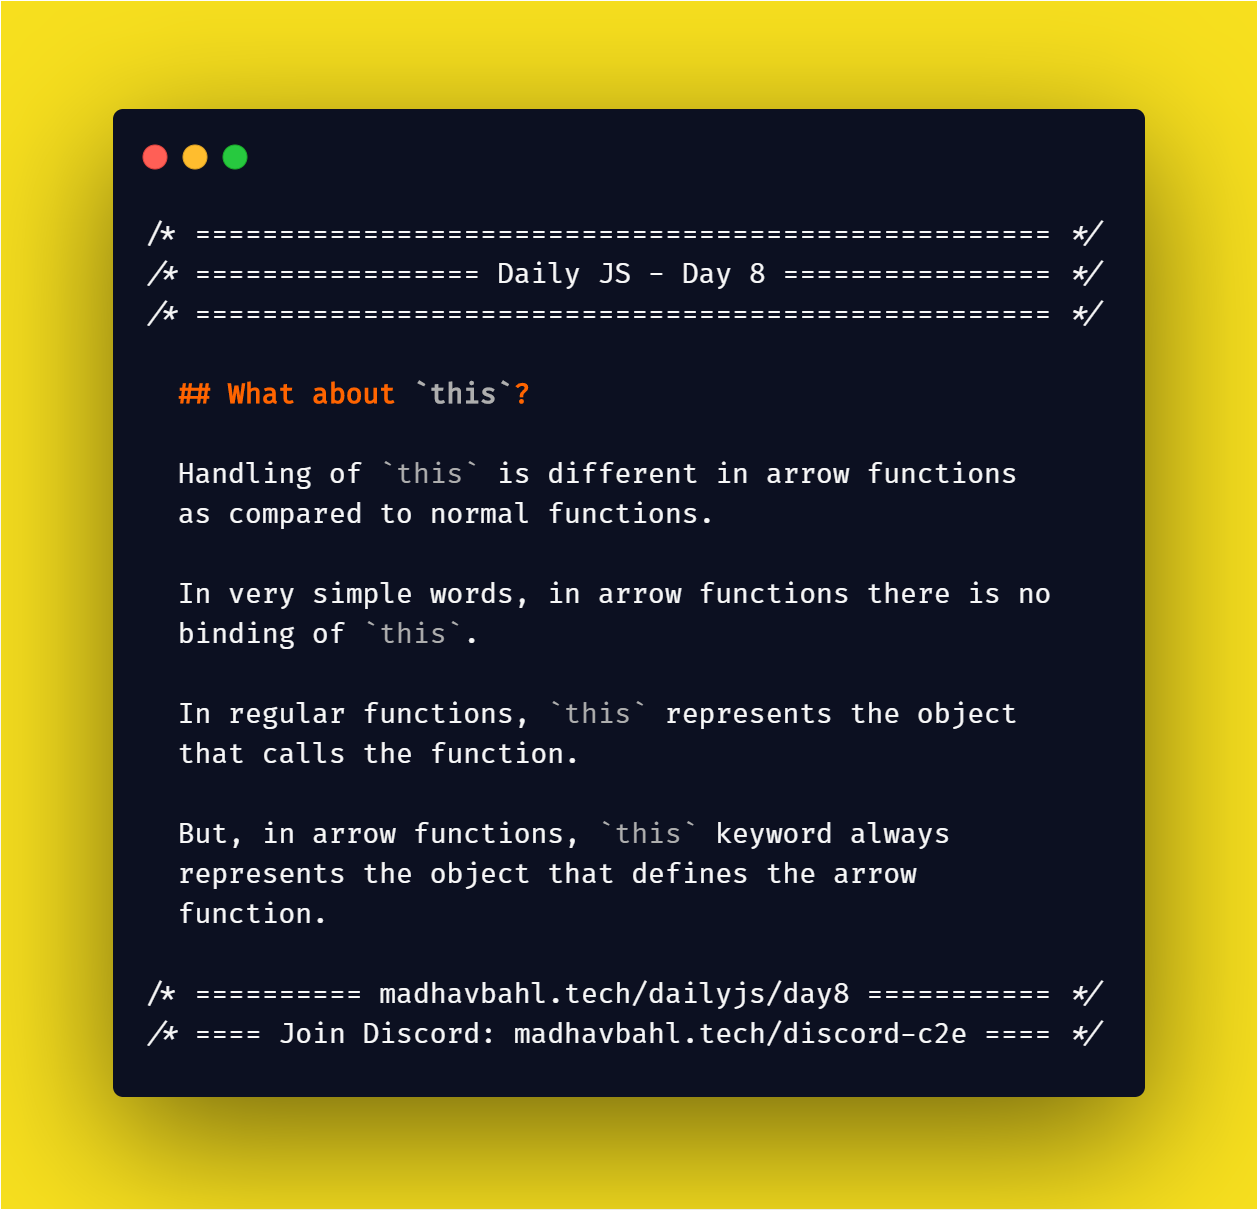 /* =================================================== */
/* ================= Daily JS - Day 8 ================ */
/* =================================================== */
## What about `this`?
Handling of `this` is different in arrow functions
as compared to normal functions.
In very simple words, in arrow functions there is no
binding of `this`.
In regular functions, `this` represents the object
that calls the function.
But, in arrow functions, `this` keyword always
represents the object that defines the arrow
function.
/* ========== madhavbahl.tech/dailyjs/day8 =========== */
/* ==== Join Discord: madhavbahl.tech/discord-c2e ==== */